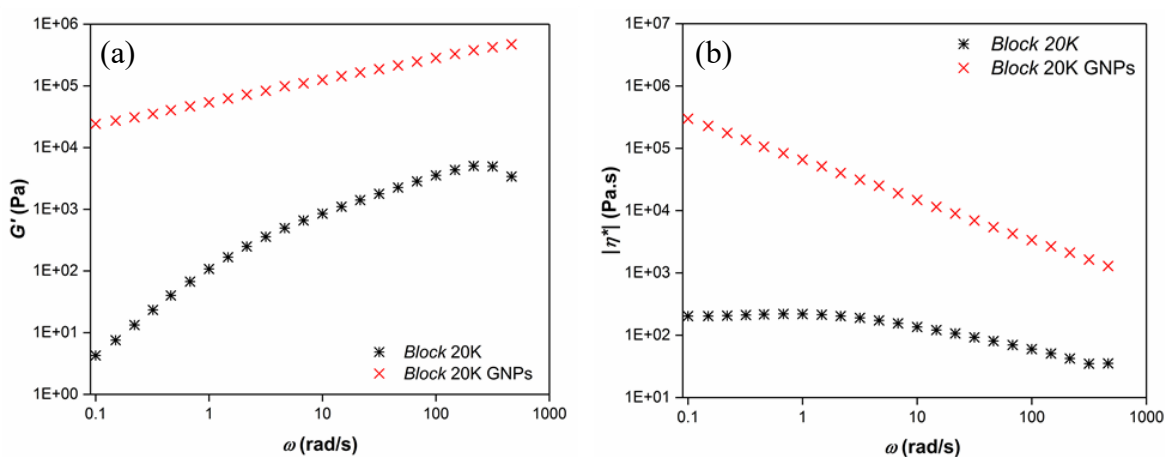 (a)
G' (Pa)
1E+06
1E+05
1E+04
1E+03
1E+02
1E+01
1E+00
0.1
1
10
100
1000
ω (rad/s)
Block 20K
Block 20K GNPs
(b)
|η*| (Pa.s)
1E+07
1E+06
1E+05
1E+04
1E+03
1E+02
1E+01
0.1
1
10
100
1000
ω (rad/s)
Block 20K
Block 20K GNPs